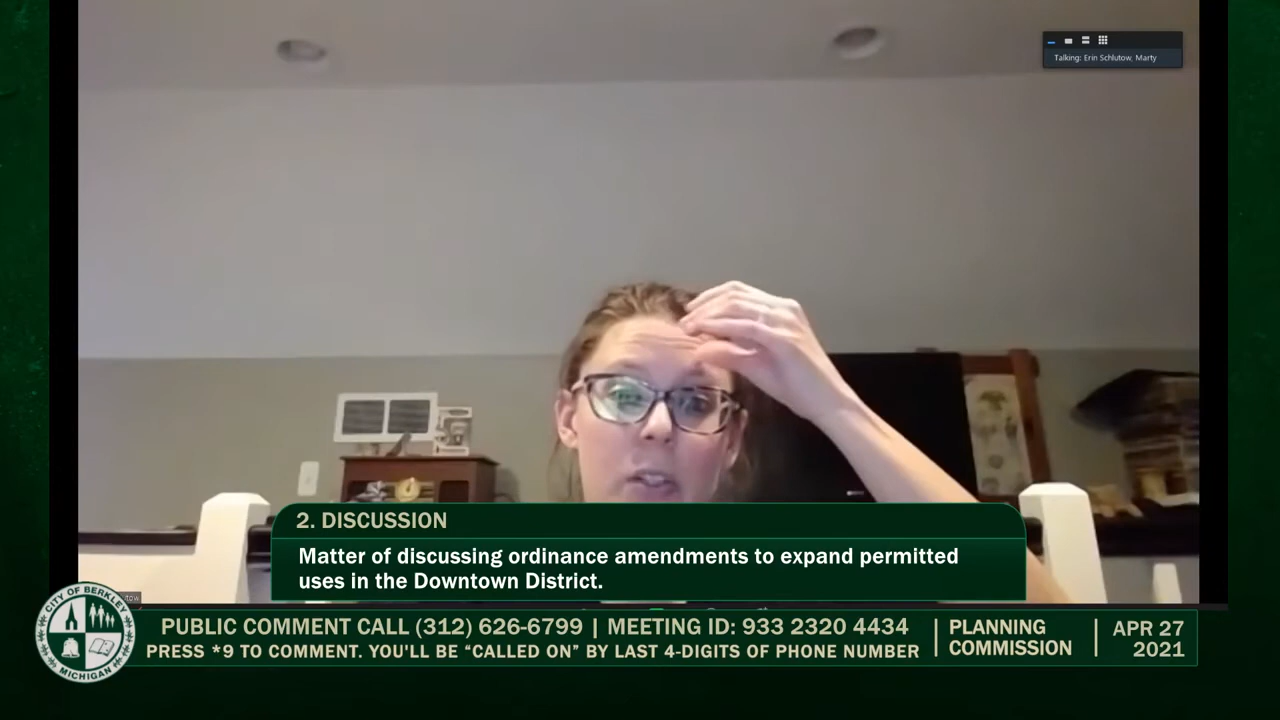 Talking: Erin Schlutow, Marty
2. DISCUSSION
Matter of discussing ordinance amendments to expand permitted
uses in the Downtown District.
CITY OF BERKLEY
MICHIGAN
PUBLIC COMMENT CALL (312) 626-6799 | MEETING ID: 933 2320 4434
PRESS *9 TO COMMENT. YOU'LL BE “CALLED ON” BY LAST 4-DIGITS OF PHONE NUMBER
PLANNING
COMMISSION
APR 27
2021